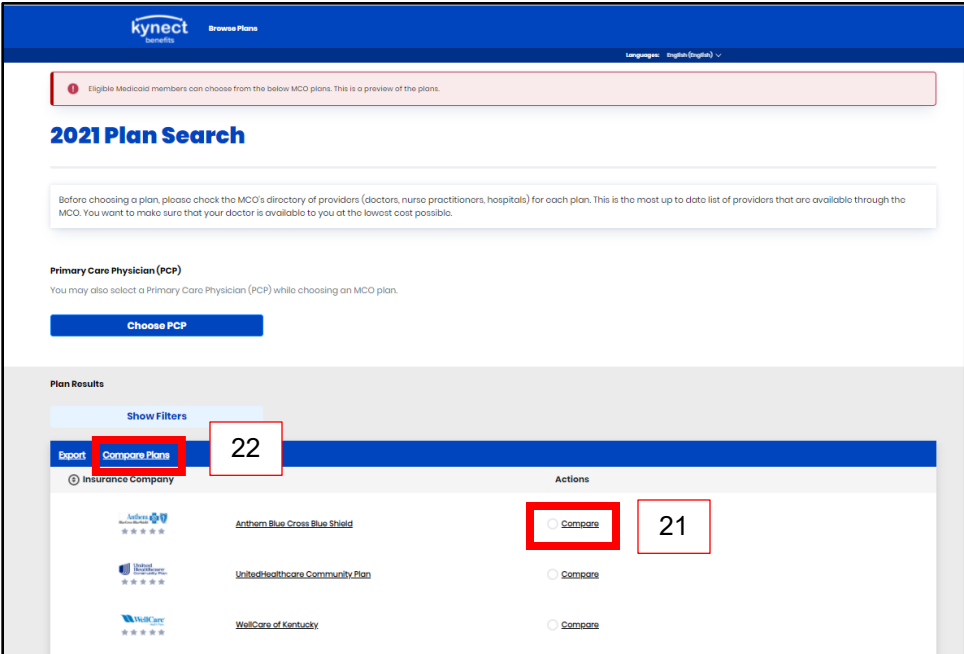 kynect
benefits
Browse Plans
Languages: English (English)
Eligible Medicaid members can choose from the below MCO plans. This is a preview of the plans.
2021 Plan Search
Before choosing a plan, please check the MCO's directory of providers (doctors, nurse practitioners, hospitals) for each plan. This is the most up to date list of providers that are available through the
MCO. You want to make sure that your doctor is available to you at the lowest cost possible.
Primary Care Physician (PCP)
You may also select a Primary Care Physician (PCP) while choosing an MCO plan.
Choose PCP
Plan Results
Show Filters
Export Compare Plans
22
Insurance Company Actions
Anthem
Anthem Blue Cross Blue Shield Compare
21
United
Healthcare
Community Plan
UnitedHealthcare Community Plan Compare
WellCare
WellCare of Kentucky Compare